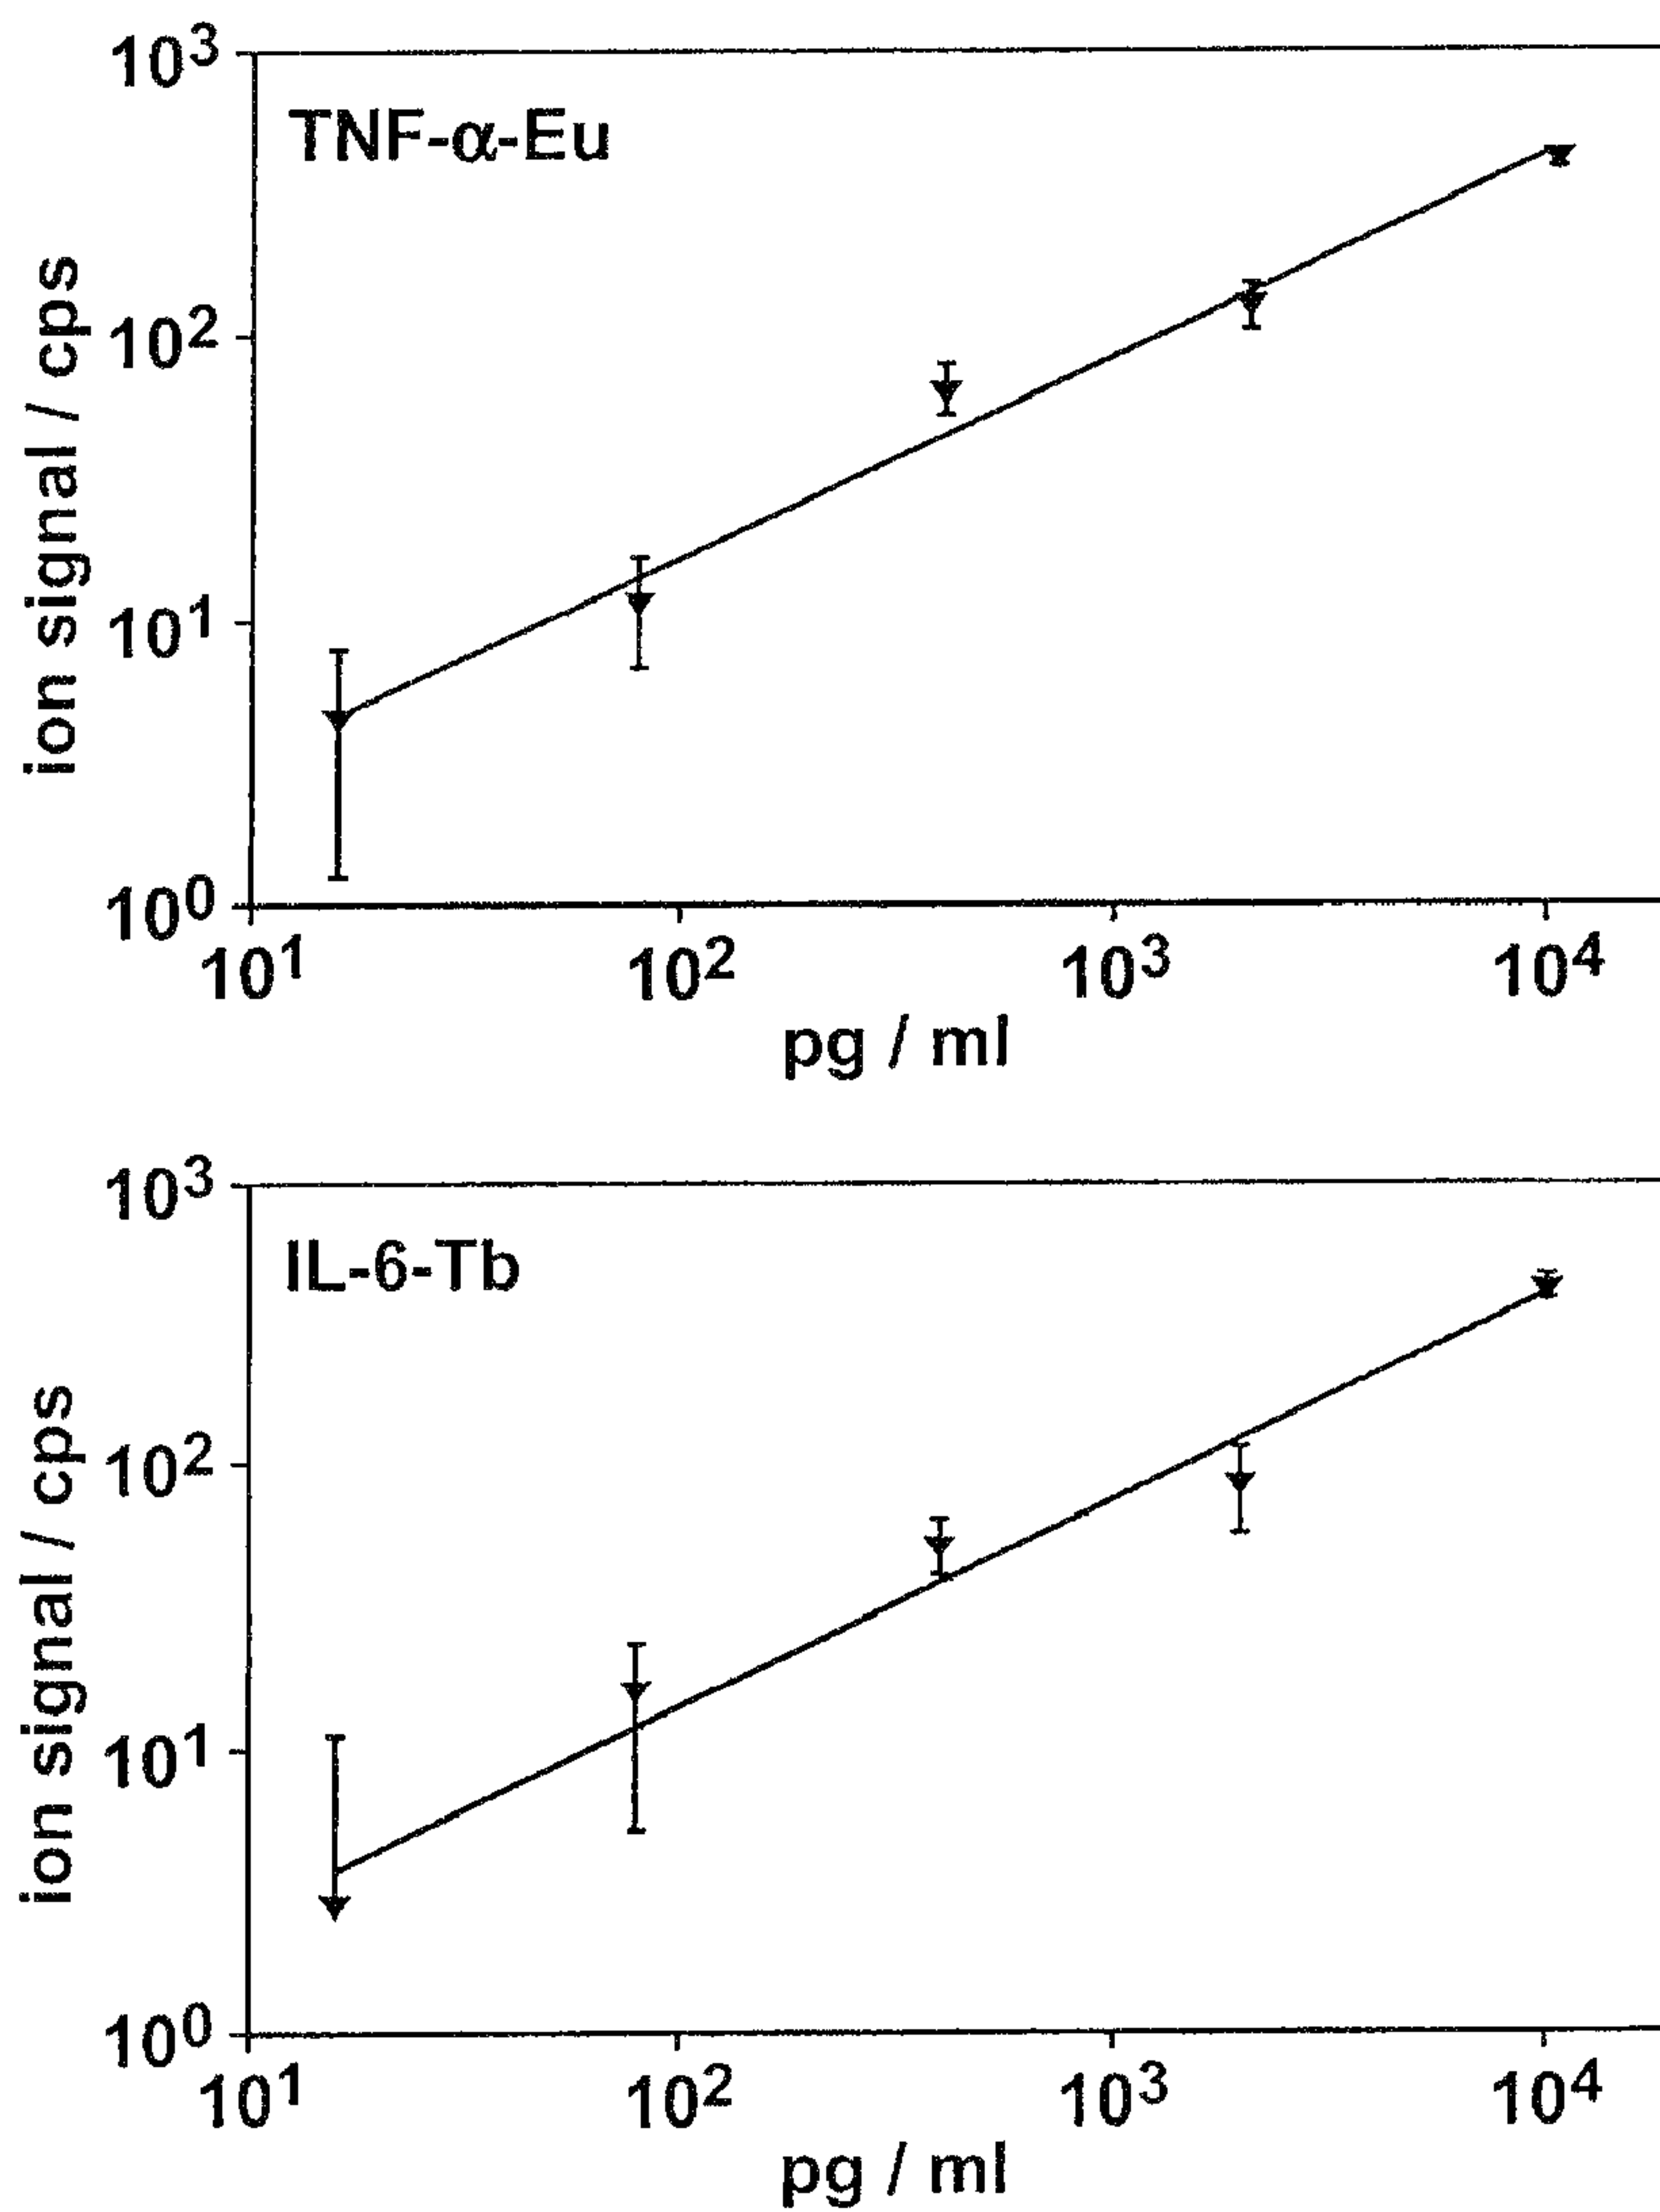 10³
TNF-α-Eu
ion signal / cps
10²
10¹
10⁰
10¹ 10² 10³ 10⁴
pg / ml
10³
IL-6-Tb
ion signal / cps
10²
10¹
10⁰
10¹ 10² 10³ 10⁴
pg / ml